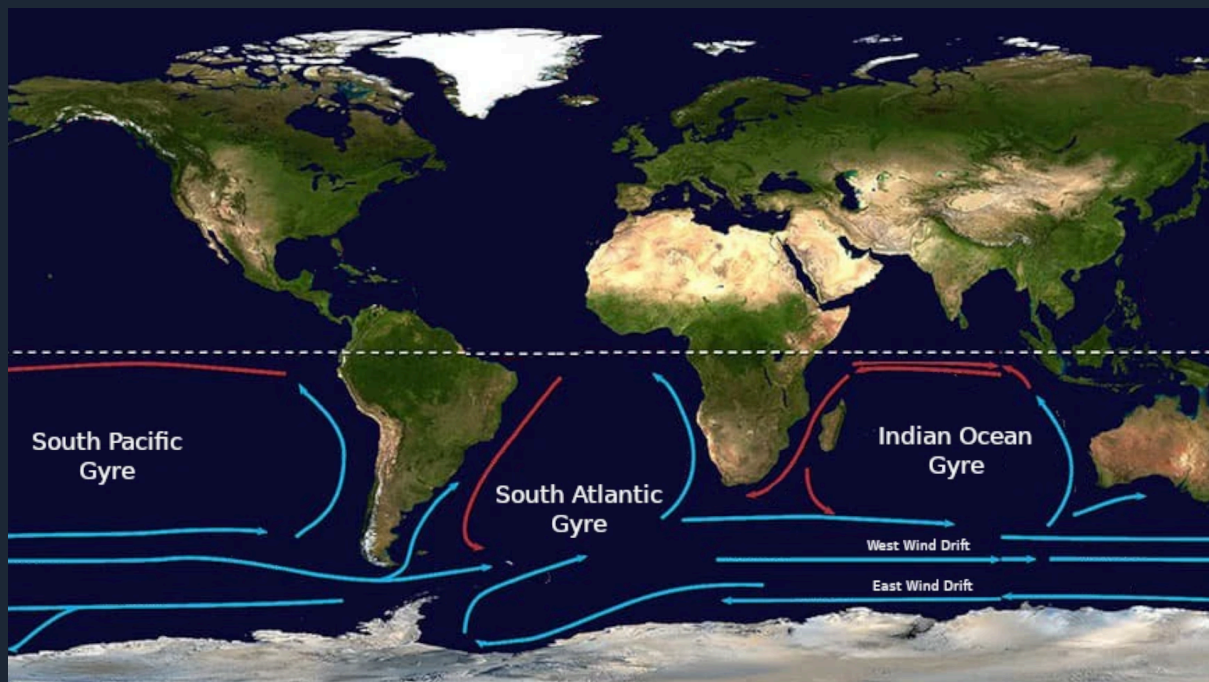 South Pacific
Gyre
Indian Ocean
Gyre
South Atlantic
Gyre
West Wind Drift
East Wind Drift